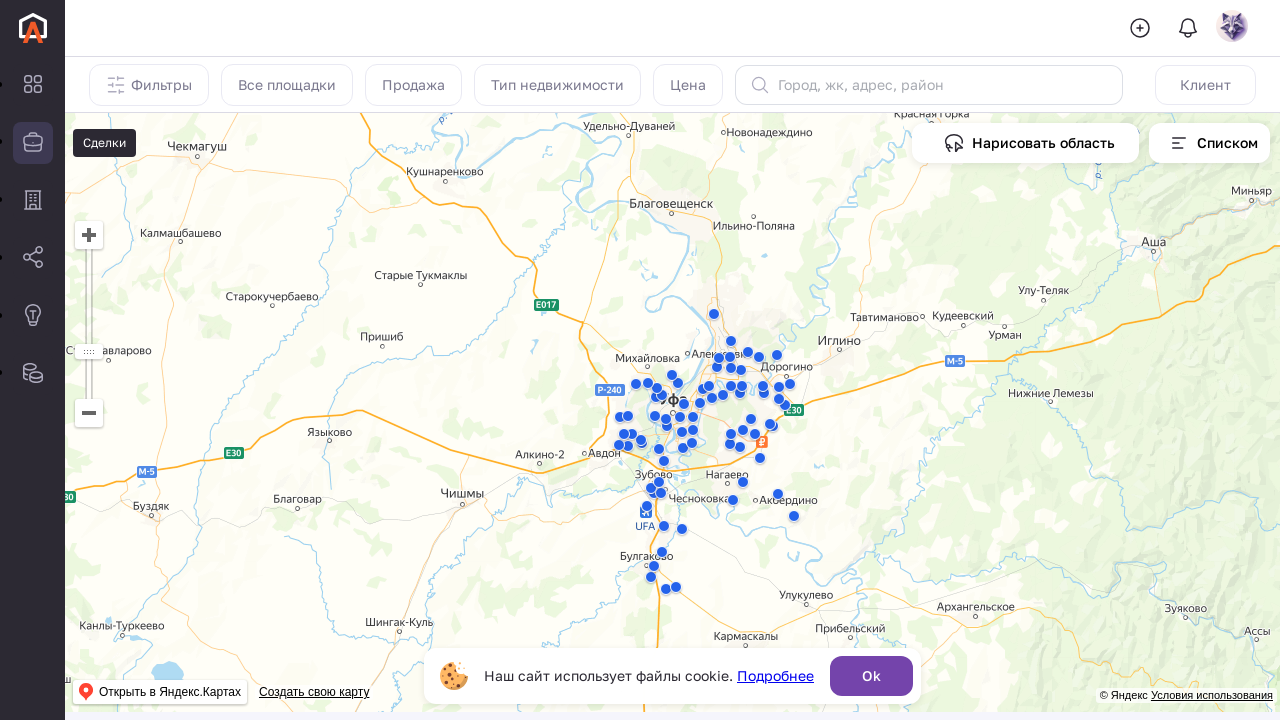 Фильтры
Все площадки
Продажа
Тип недвижимости
Цена
Город, жк, адрес, район
Клиент
Сделки
Нарисовать область
Списком
Красная Горка
Удельно-Дуваней
Новонадеждино
Чекмагуш
Кушнаренково
Миньяр
Благовещенск
Ильино-Поляна
Калмашбашево
Аша
Старые Тукмаклы
Старокучербаево
Улу-Теляк
E017
Тавтиманово
Кудеевский
Урман
Пришиб
Иглино
Михайловка
М-5
Дорогино
Р-240
Нижние Лемезы
Уфа
E30
Языково
E30
Алкино-2
Авдон
М-5
Зубово
Нагаево
Чишмы
Чесноковка
Акбердино
Благовар
Буздяк
UFA
Булгаково
Улукулево
Архангельское
Зуяково
Шингак-Куль
Прибельский
Канлы-Туркеево
Кармаскалы
Ассы
Наш сайт использует файлы cookie. Подробнее
Ok
Открыть в Яндекс.Картах
Создать свою карту
© Яндекс Условия использования